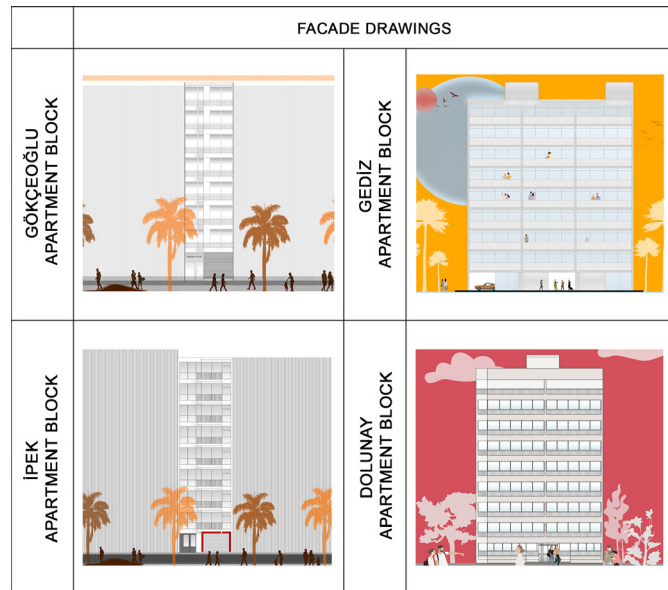 FACADE DRAWINGS
GÖKÇEOĞLU
APARTMENT BLOCK
GEDİZ
APARTMENT BLOCK
İPEK
APARTMENT BLOCK
DOLUNAY
APARTMENT BLOCK